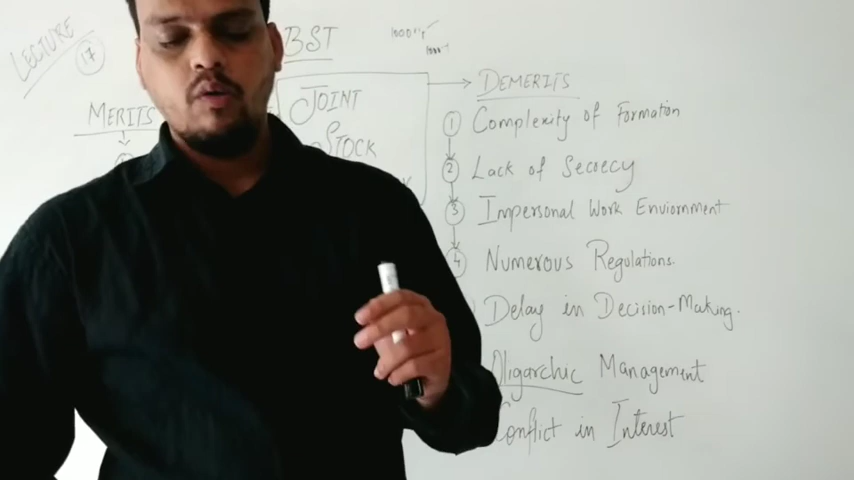 LECTURE
17
BST
MERITS
JOINT
STOCK
DEMERITS
1 Complexity of Formation
2 Lack of Secrecy
3 Impersonal Work Enviornment
4 Numerous Regulations.
Delay in Decision-Making.
Oligarchic Management
Conflict in Interest